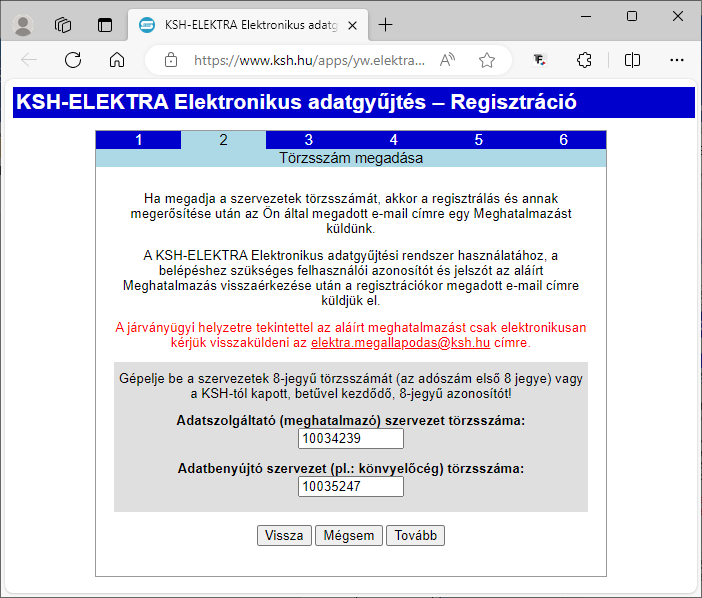 KSH-ELEKTRA Elektronikus adatg
https://www.ksh.hu/apps/yw.elektra...
KSH-ELEKTRA Elektronikus adatgyűjtés – Regisztráció
1 2 3 4 5 6
Törzsszám megadása
Ha megadja a szervezetek törzsszámát, akkor a regisztrálás és annak
megerősítése után az Ön által megadott e-mail címre egy Meghatalmazást
küldünk.
A KSH-ELEKTRA Elektronikus adatgyűjtési rendszer használatához, a
belépéshez szükséges felhasználói azonosítót és jelszót az aláírt
Meghatalmazás visszaérkezése után a regisztrációkor megadott e-mail címre
küldjük el.
A járványügyi helyzetre tekintettel az aláírt meghatalmazást csak elektronikusan
kérjük visszaküldeni az elektra.megallapodas@ksh.hu címre.
Gépelje be a szervezetek 8-jegyű törzsszámát (az adószám első 8 jegye) vagy
a KSH-tól kapott, betűvel kezdődő, 8-jegyű azonosítót!
Adatszolgáltató (meghatalmazó) szervezet törzsszáma:
10034239
Adatbenyújtó szervezet (pl.: könyvelőcég) törzsszáma:
10035247
Vissza Mégsem Tovább